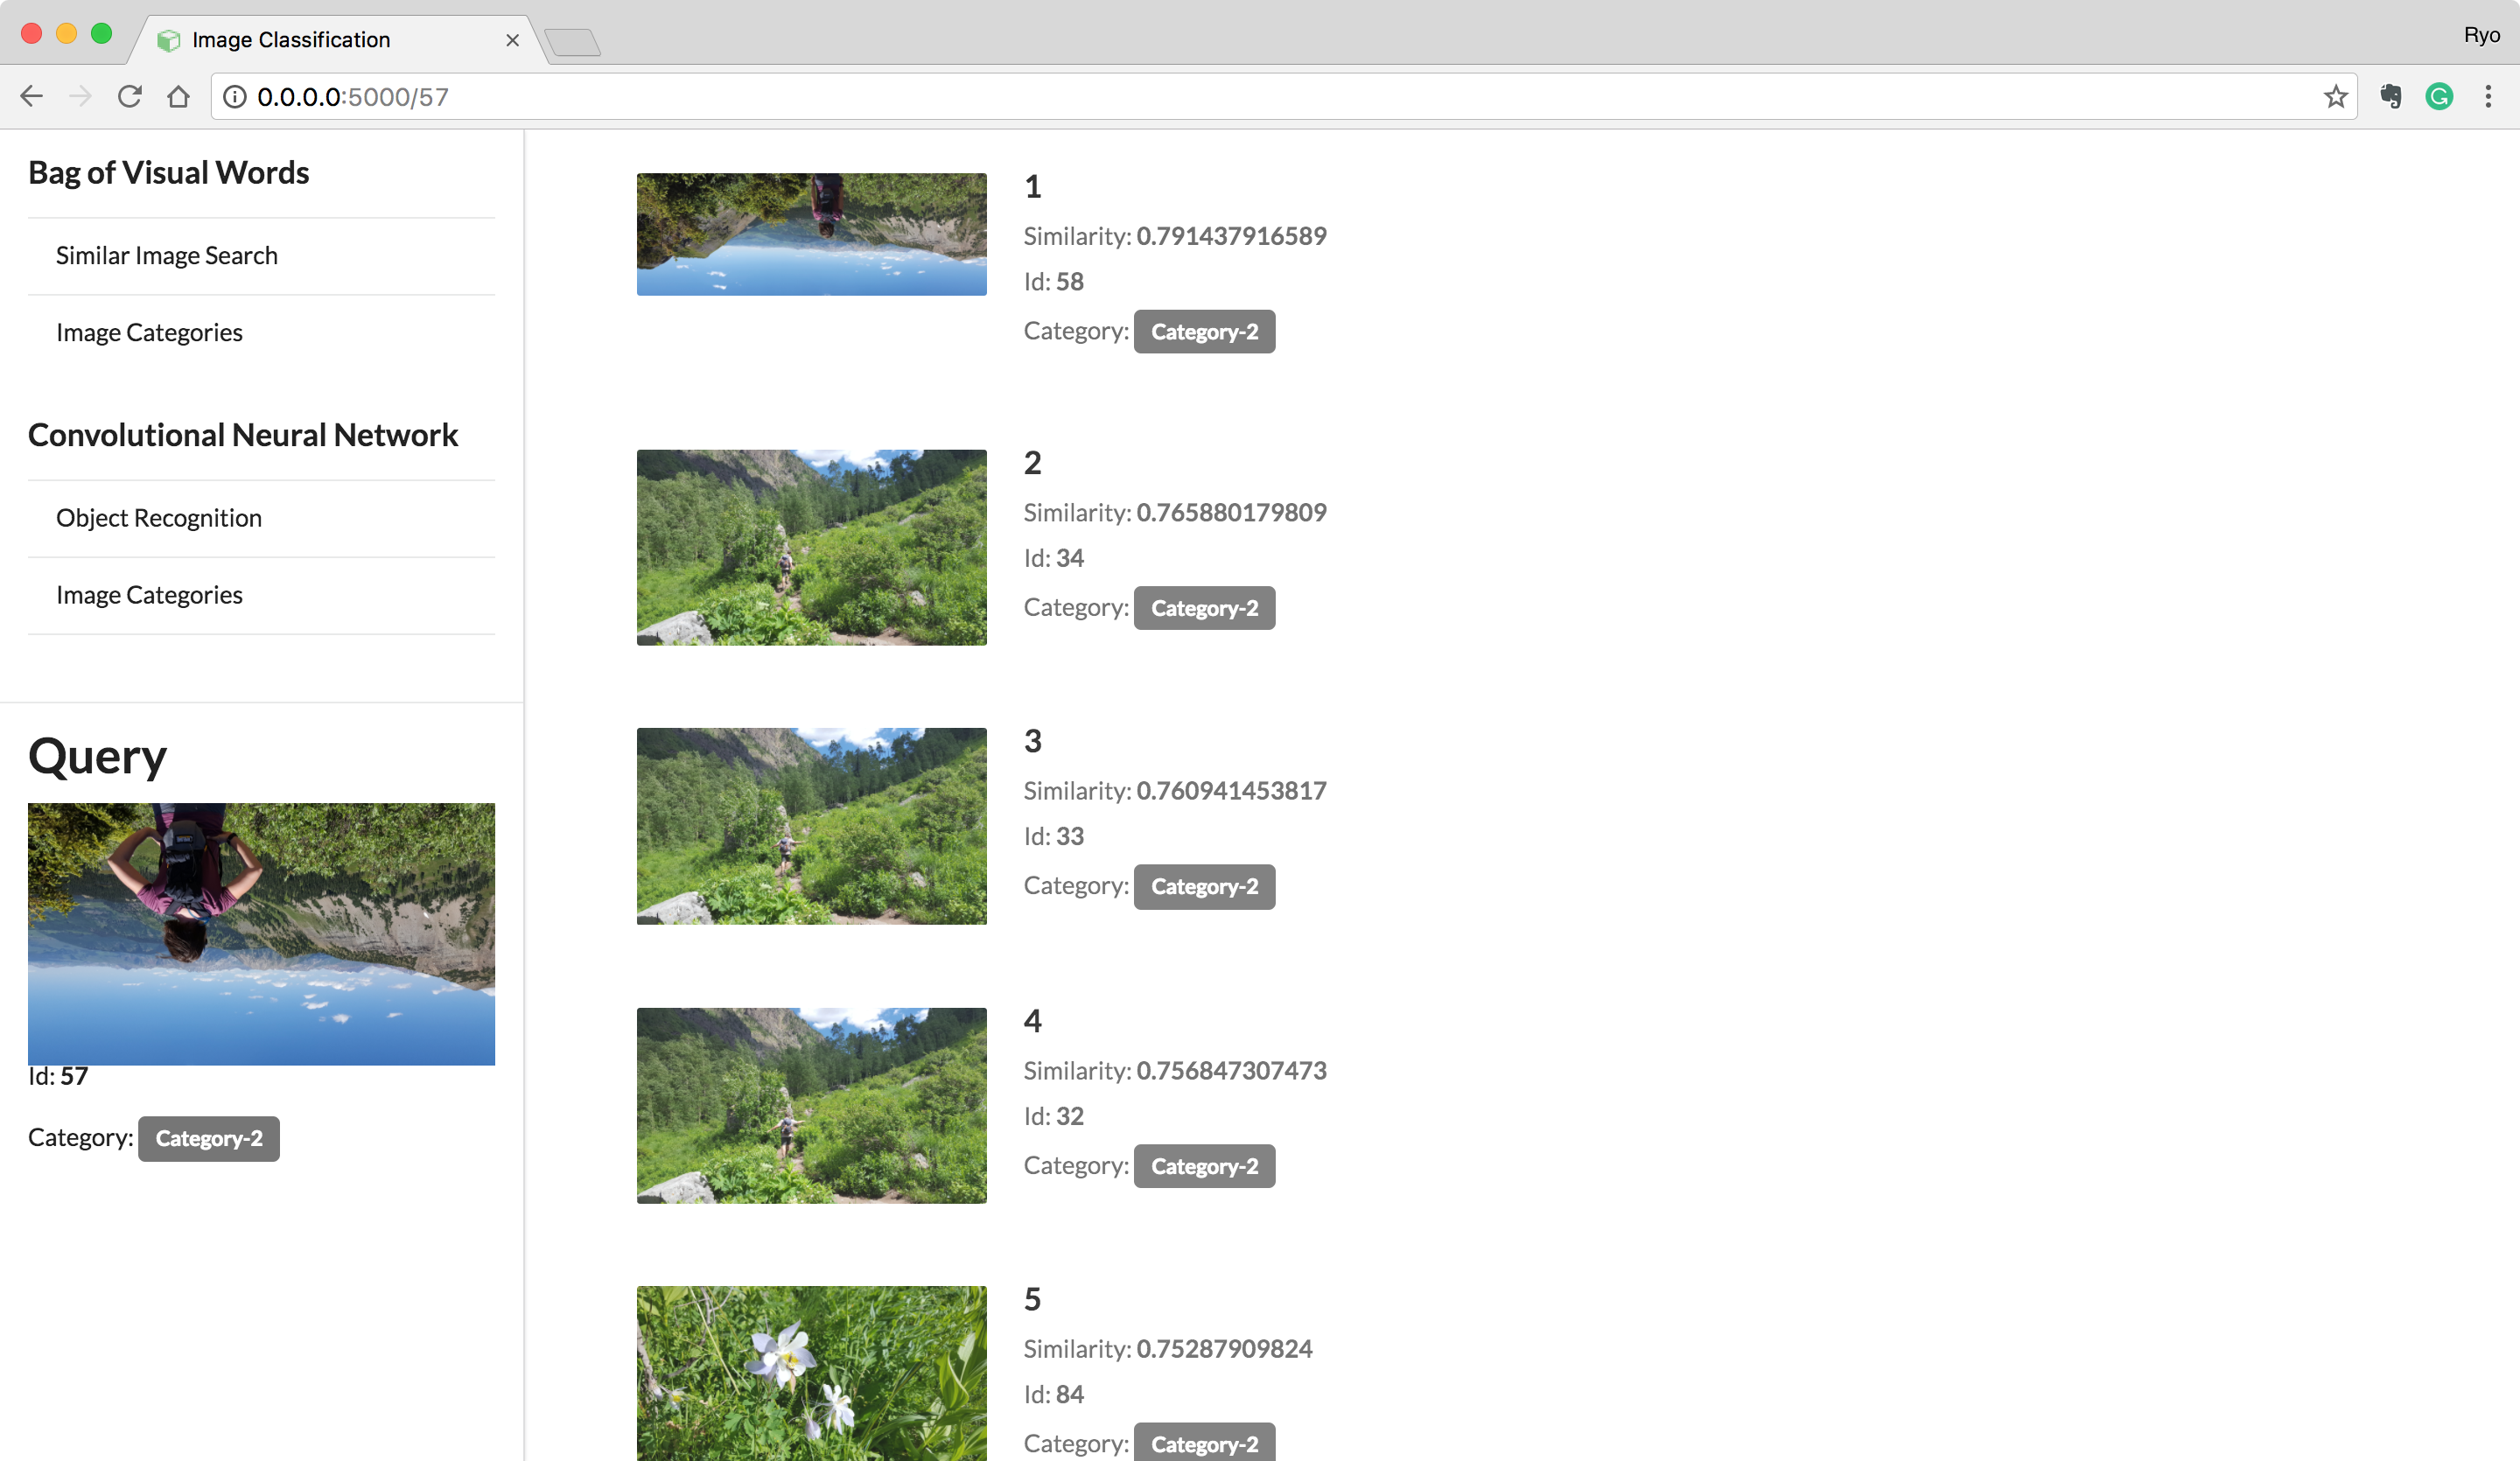 Image Classification
Ryo
0.0.0.0:5000/57
Bag of Visual Words
Similar Image Search
Image Categories
Convolutional Neural Network
Object Recognition
Image Categories
Query
Id: 57
Category: Category-2
1
Similarity: 0.791437916589
Id: 58
Category: Category-2
2
Similarity: 0.765880179809
Id: 34
Category: Category-2
3
Similarity: 0.760941453817
Id: 33
Category: Category-2
4
Similarity: 0.756847307473
Id: 32
Category: Category-2
5
Similarity: 0.75287909824
Id: 84
Category: Category-2